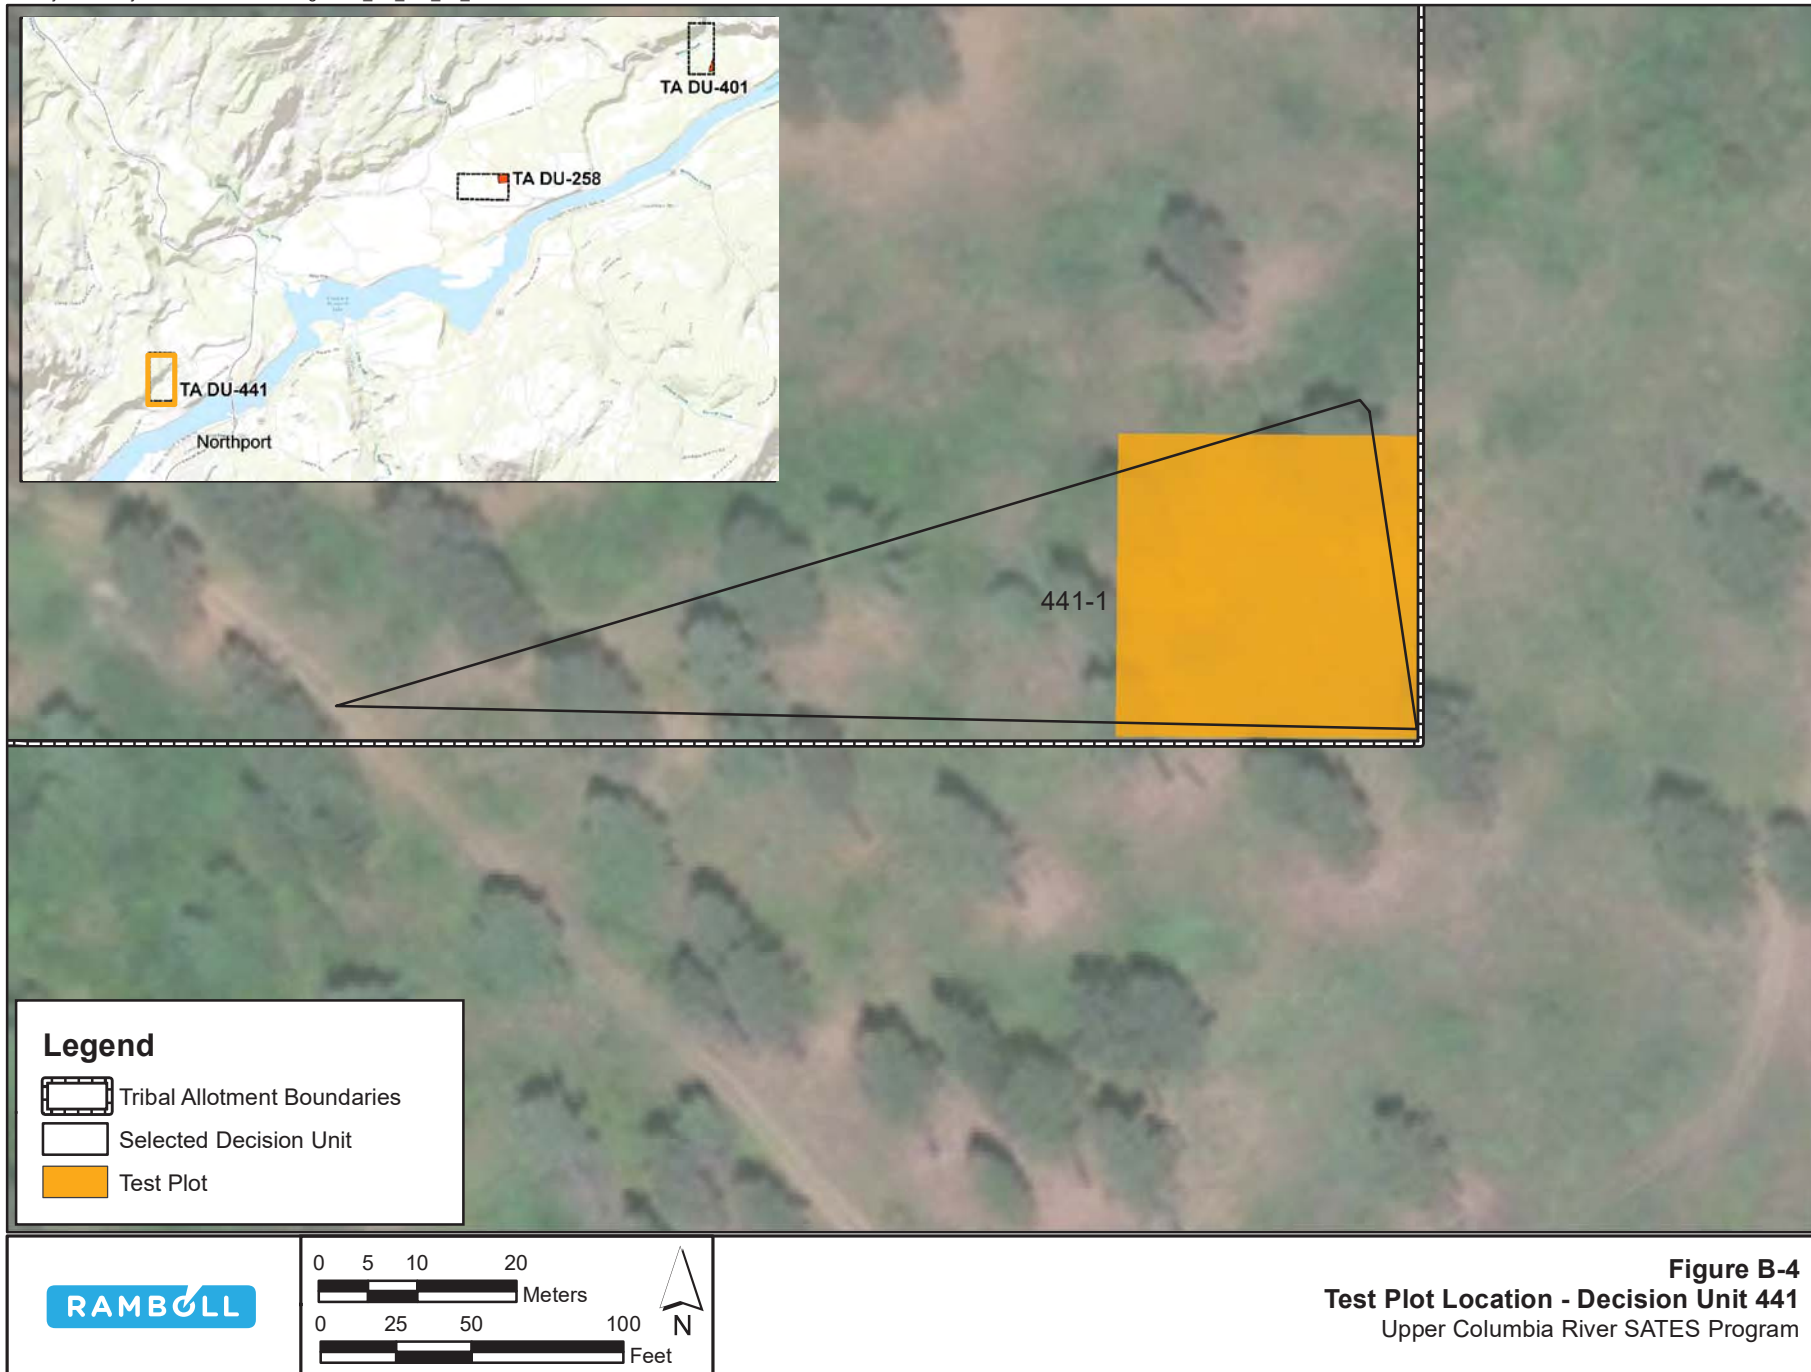 TA DU-401
TA DU-258
TA DU-441
Northport
441-1
Legend
Tribal Allotment Boundaries
Selected Decision Unit
Test Plot
RAMBOLL
0 5 10 20
Meters
0 25 50 100
Feet
N
Figure B-4
Test Plot Location - Decision Unit 441
Upper Columbia River SATES Program